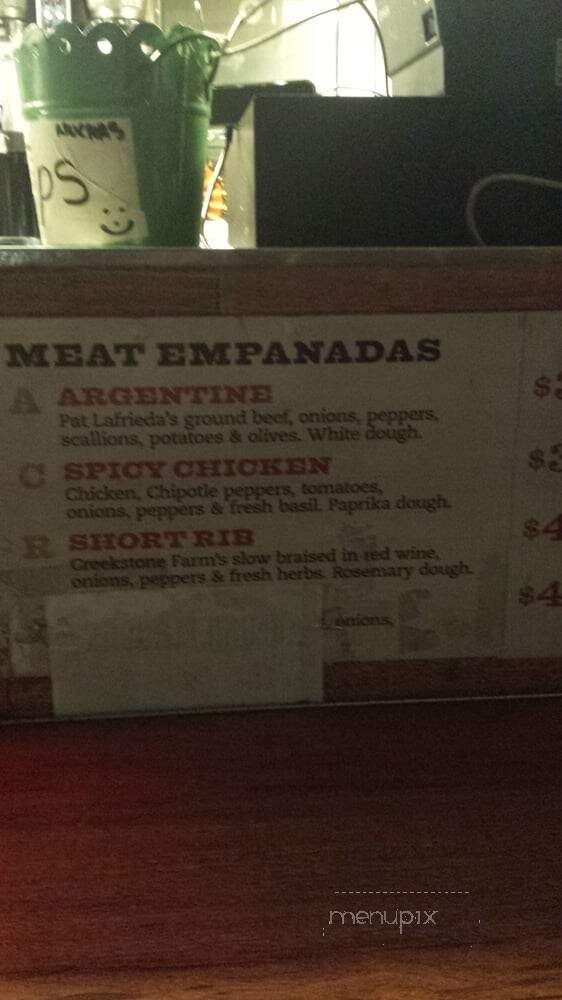 ps
MEAT EMPANADAS
A ARGENTINE $3
Pat Lafrieda's ground beef, onions, peppers,
scallions, potatoes & olives. White dough.
C SPICY CHICKEN $3
Chicken, Chipotle peppers, tomatoes,
onions, peppers & fresh basil. Paprika dough.
R SHORT RIB $4
Creekstone Farm's slow braised in red wine,
onions, peppers & fresh herbs. Rosemary dough.
$4
onions,
menupix